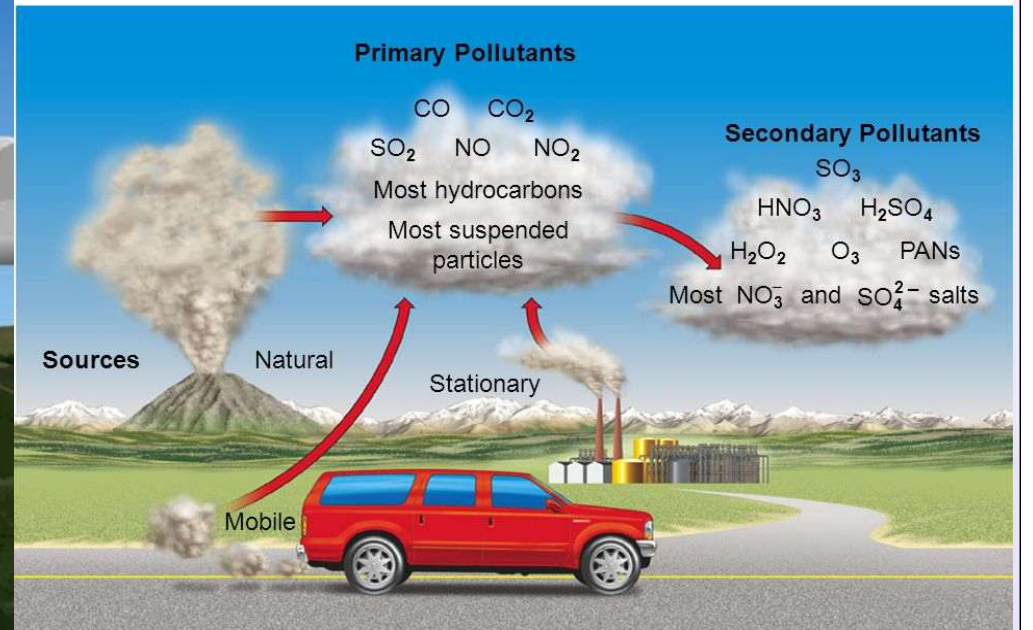 Primary Pollutants
CO CO₂
SO₂ NO NO₂
Most hydrocarbons
Most suspended
particles
Secondary Pollutants
SO₃
HNO₃ H₂SO₄
H₂O₂ O₃ PANs
Most NO₃⁻ and SO₄²⁻ salts
Sources
Natural
Stationary
Mobile